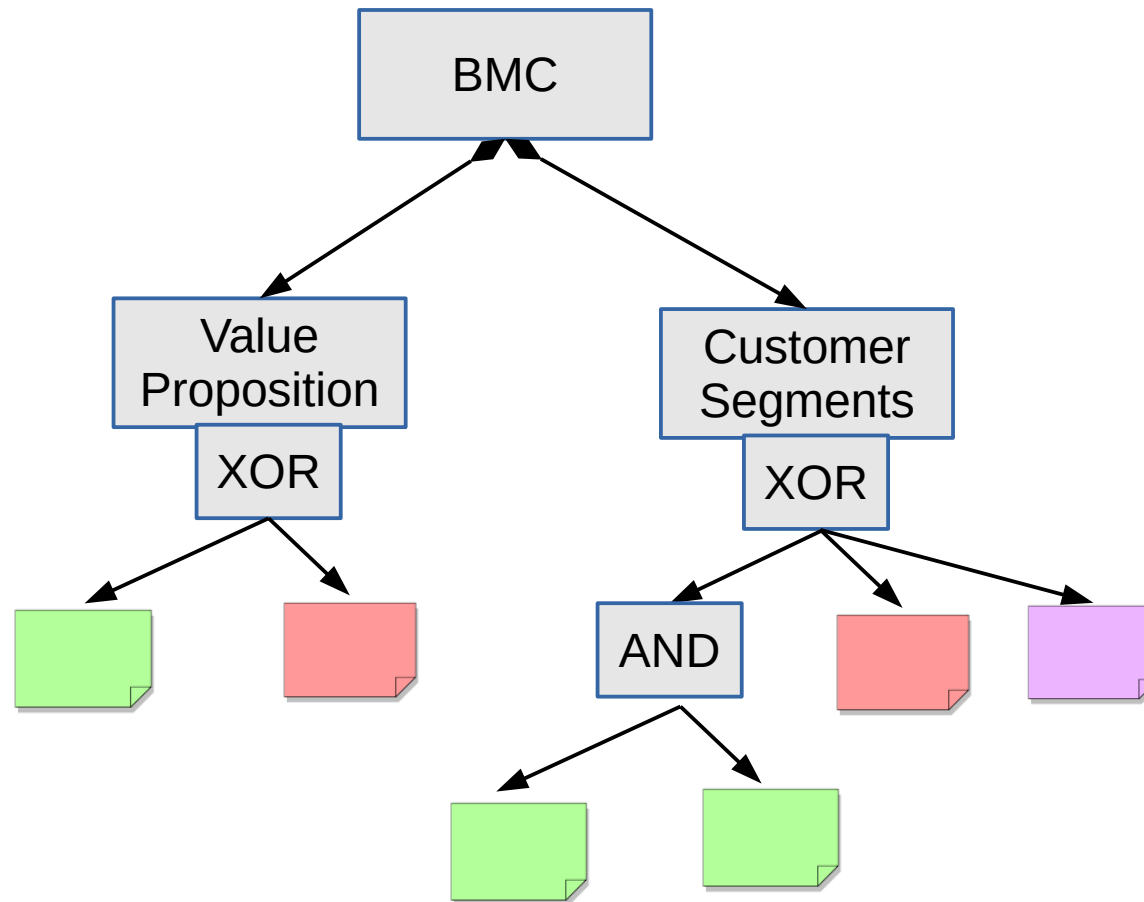 BMC
Value
Proposition
Customer
Segments
XOR
XOR
AND